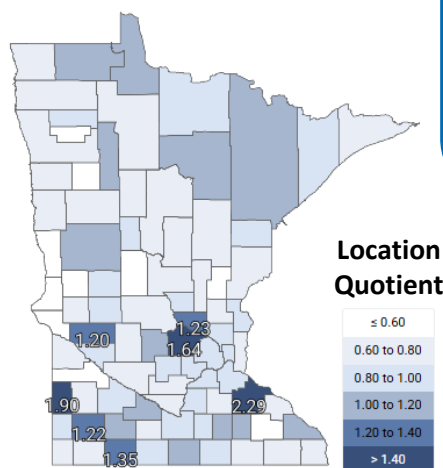 Location
Quotient
≤ 0.60
0.60 to 0.80
0.80 to 1.00
1.00 to 1.20
1.20 to 1.40
> 1.40
1.23
1.20
1.64
1.90
2.29
1.22
1.35